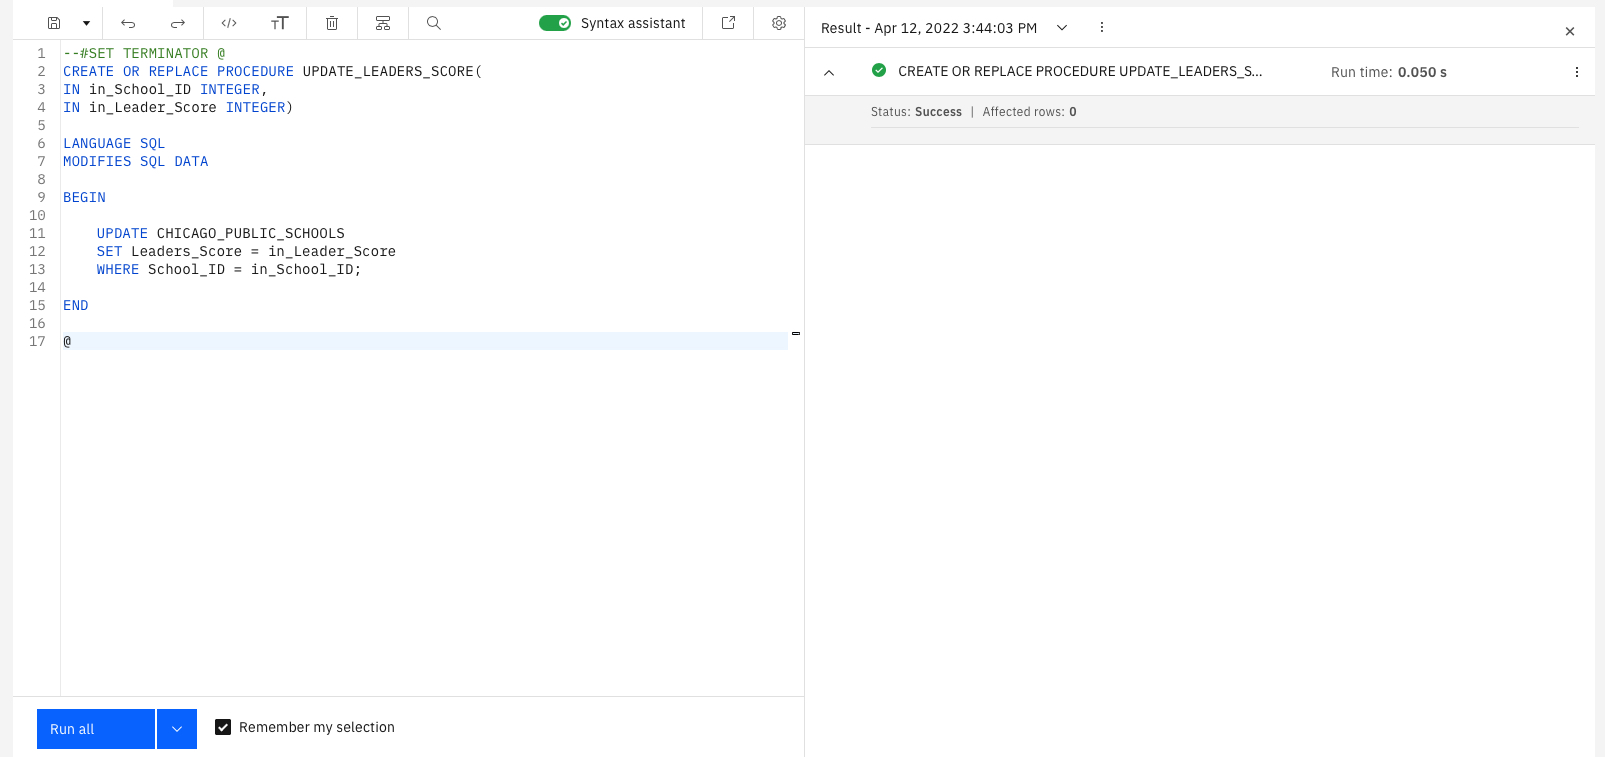 </> тT Syntax assistant
1 --#SET TERMINATOR @
2 CREATE OR REPLACE PROCEDURE UPDATE_LEADERS_SCORE(
3 IN in_School_ID INTEGER,
4 IN in_Leader_Score INTEGER)
5
6 LANGUAGE SQL
7 MODIFIES SQL DATA
8
9 BEGIN
10
11 UPDATE CHICAGO_PUBLIC_SCHOOLS
12 SET Leaders_Score = in_Leader_Score
13 WHERE School_ID = in_School_ID;
14
15 END
16
17 @
Run all
Remember my selection
Result - Apr 12, 2022 3:44:03 PM
CREATE OR REPLACE PROCEDURE UPDATE_LEADERS_S... Run time: 0.050 s
Status: Success | Affected rows: 0